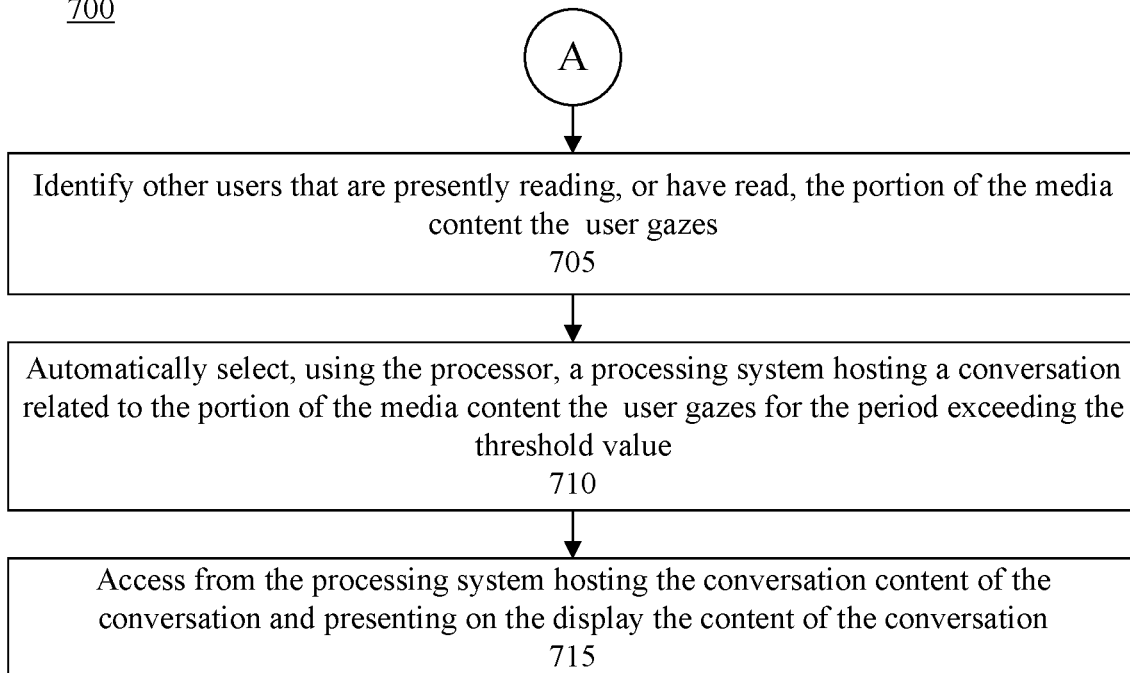 700
A
Identify other users that are presently reading, or have read, the portion of the media
content the  user gazes
705
Automatically select, using the processor, a processing system hosting a conversation
related to the portion of the media content the  user gazes for the period exceeding the
threshold value
710
Access from the processing system hosting the conversation content of the
conversation and presenting on the display the content of the conversation
715